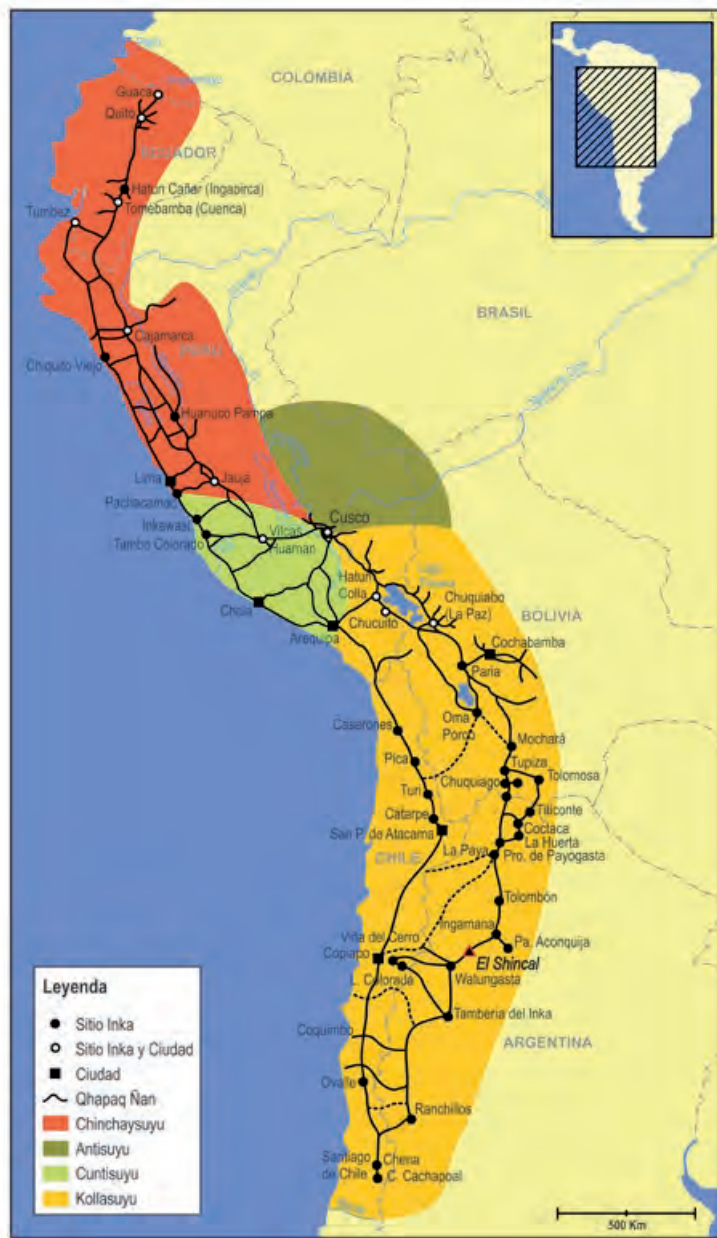 COLOMBIA
Guaca
Quito
ECUADOR
Hatun Cañar (Ingapirca)
Tomebamba (Cuenca)
Tumbez
BRASIL
Cajamarca
PERU
Chiquito Viejo
Huanuco Pampa
Lima
Jauja
Pachacamac
Inkawasi
Tambo Colorado
Vilcas
Huaman
Cusco
Hatun
Colla
Chucuito
Chuquiabo
(La Paz)
BOLIVIA
Cochabamba
Arequipa
Paria
Oma
Porco
Caserones
Mochará
Pica
Tupiza
Chuquiago
Tolomosa
Turi
Titiconte
Catarpe
Coctaca
San P. de Atacama
La Huerta
La Paya
Pro. de Payogasta
CHILE
Tolombón
Ingamana
Viña del Cerro
Pa. Aconquija
Copiapo
El Shincal
L. Colorada
Walungasta
Tamberia del Inka
Coquimbo
ARGENTINA
Ovalle
Ranchillos
Santiago
de Chile
Chena
C. Cachapoal
Leyenda
Sitio Inka
Sitio Inka y Ciudad
Ciudad
Qhapaq Ñan
Chinchaysuyu
Antisuyu
Cuntisuyu
Kollasuyu
500 Km